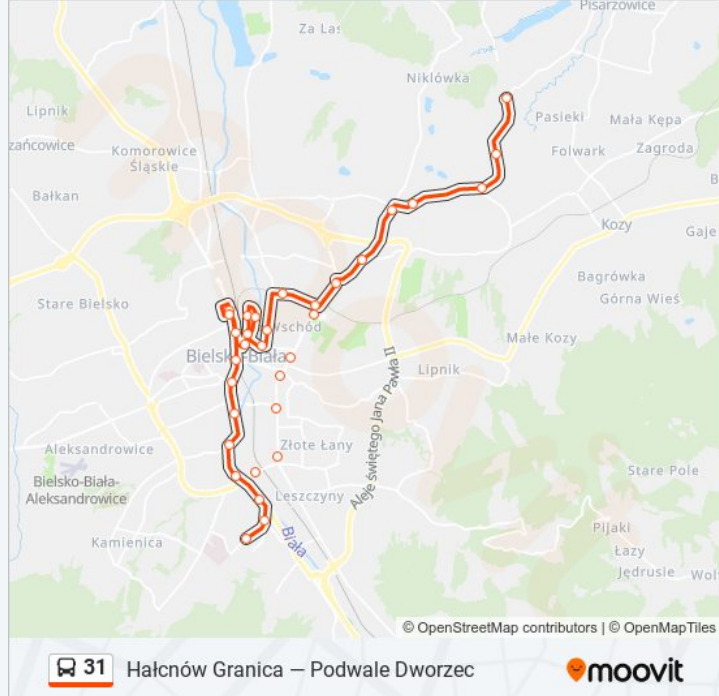 Pisarzowice
Za Las
Niklówka
Lipnik
Pasieki
Mała Kępa
zańcowice
Komorowice
Śląskie
Folwark
Zagroda
Bałkan
B
Kozy
Gaje
Bagrówka
Stare Bielsko
Górna Wieś
Wschód
Małe Kozy
Bielsko-Biała
Lipnik
Aleje świętego Jana Pawła II
Złote Łany
Aleksandrowice
Stare Pole
Bielsko-Biała-
Aleksandrowice
Leszczyny
Pijaki
Kamienica
Biała
Łazy
Jędrusie
Wol
© OpenStreetMap contributors | © OpenMapTiles
31 Hałcnów Granica — Podwale Dworzec
moovit